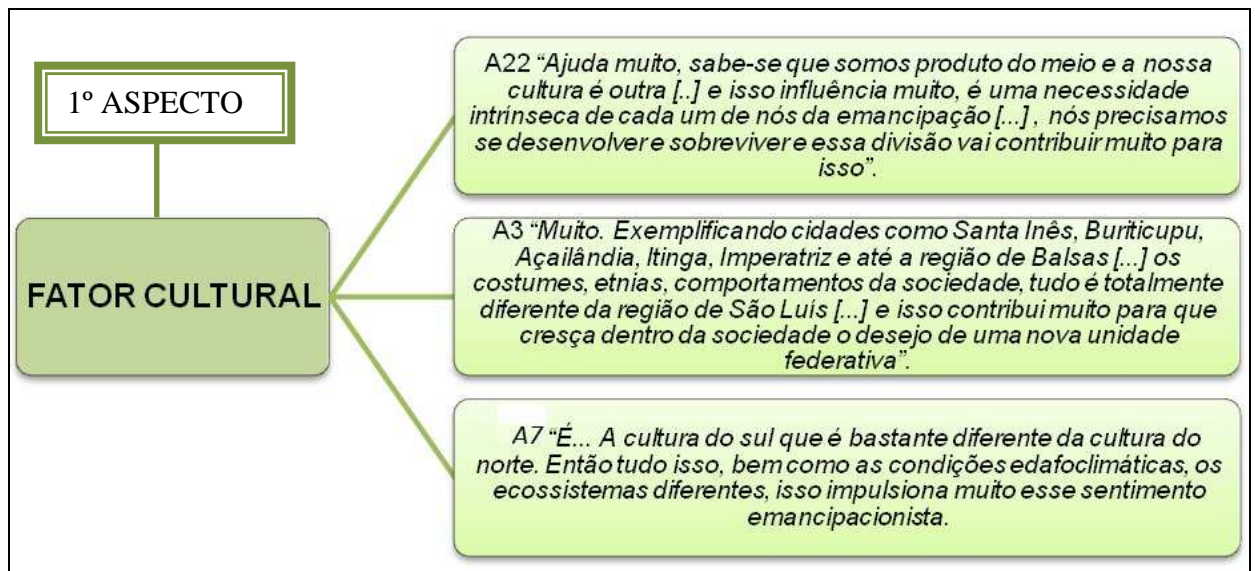 1º ASPECTO
FATOR CULTURAL
A22 “Ajuda muito, sabe-se que somos produto do meio e a nossa
cultura é outra [..] e isso influência muito, é uma necessidade
intrínseca de cada um de nós da emancipação [...] , nós precisamos
se desenvolver e sobreviver e essa divisão vai contribuir muito para
isso”.
A3 “Muito. Exemplificando cidades como Santa Inês, Buriticupu,
Açailândia, Itinga, Imperatriz e até a região de Balsas [...] os
costumes, etnias, comportamentos da sociedade, tudo é totalmente
diferente da região de São Luís [...] e isso contribui muito para que
cresça dentro da sociedade o desejo de uma nova unidade
federativa”.
A7 “É... A cultura do sul que é bastante diferente da cultura do
norte. Então tudo isso, bem como as condições edafoclimáticas, os
ecossistemas diferentes, isso impulsiona muito esse sentimento
emancipacionista.